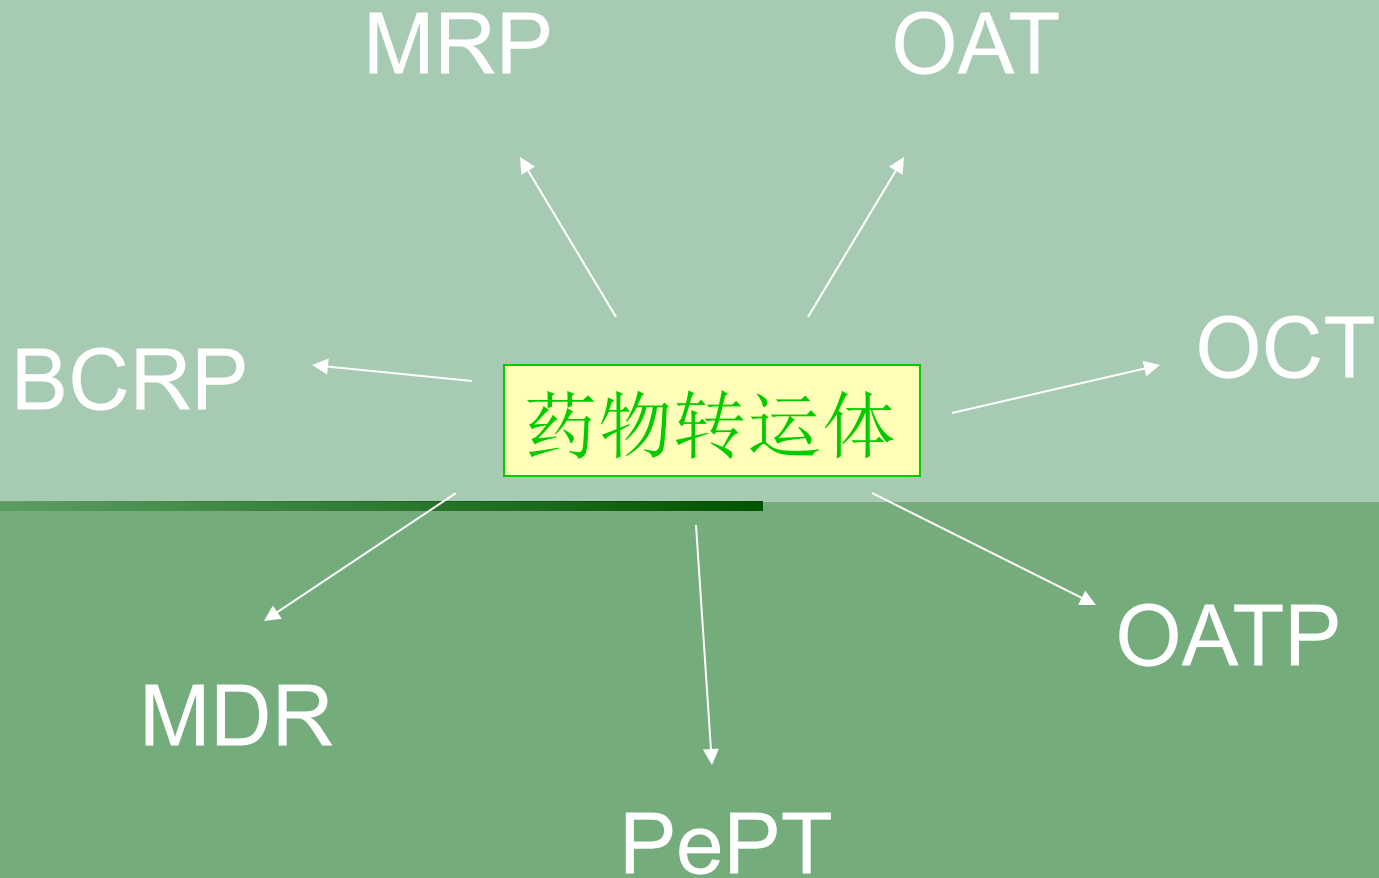 MRP
OAT
OCT
BCRP
药物转运体
OATP
MDR
PePT